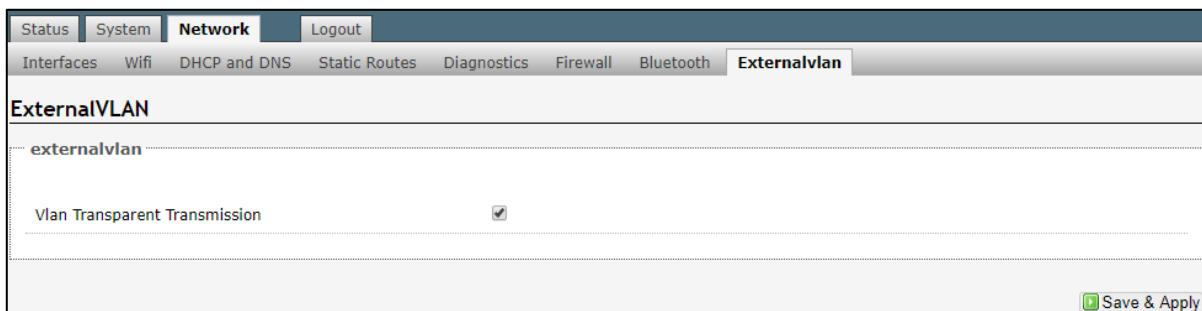 Status System Network Logout
Interfaces Wifi DHCP and DNS Static Routes Diagnostics Firewall Bluetooth Externalvlan
ExternalVLAN
externalvlan
Vlan Transparent Transmission
Save & Apply